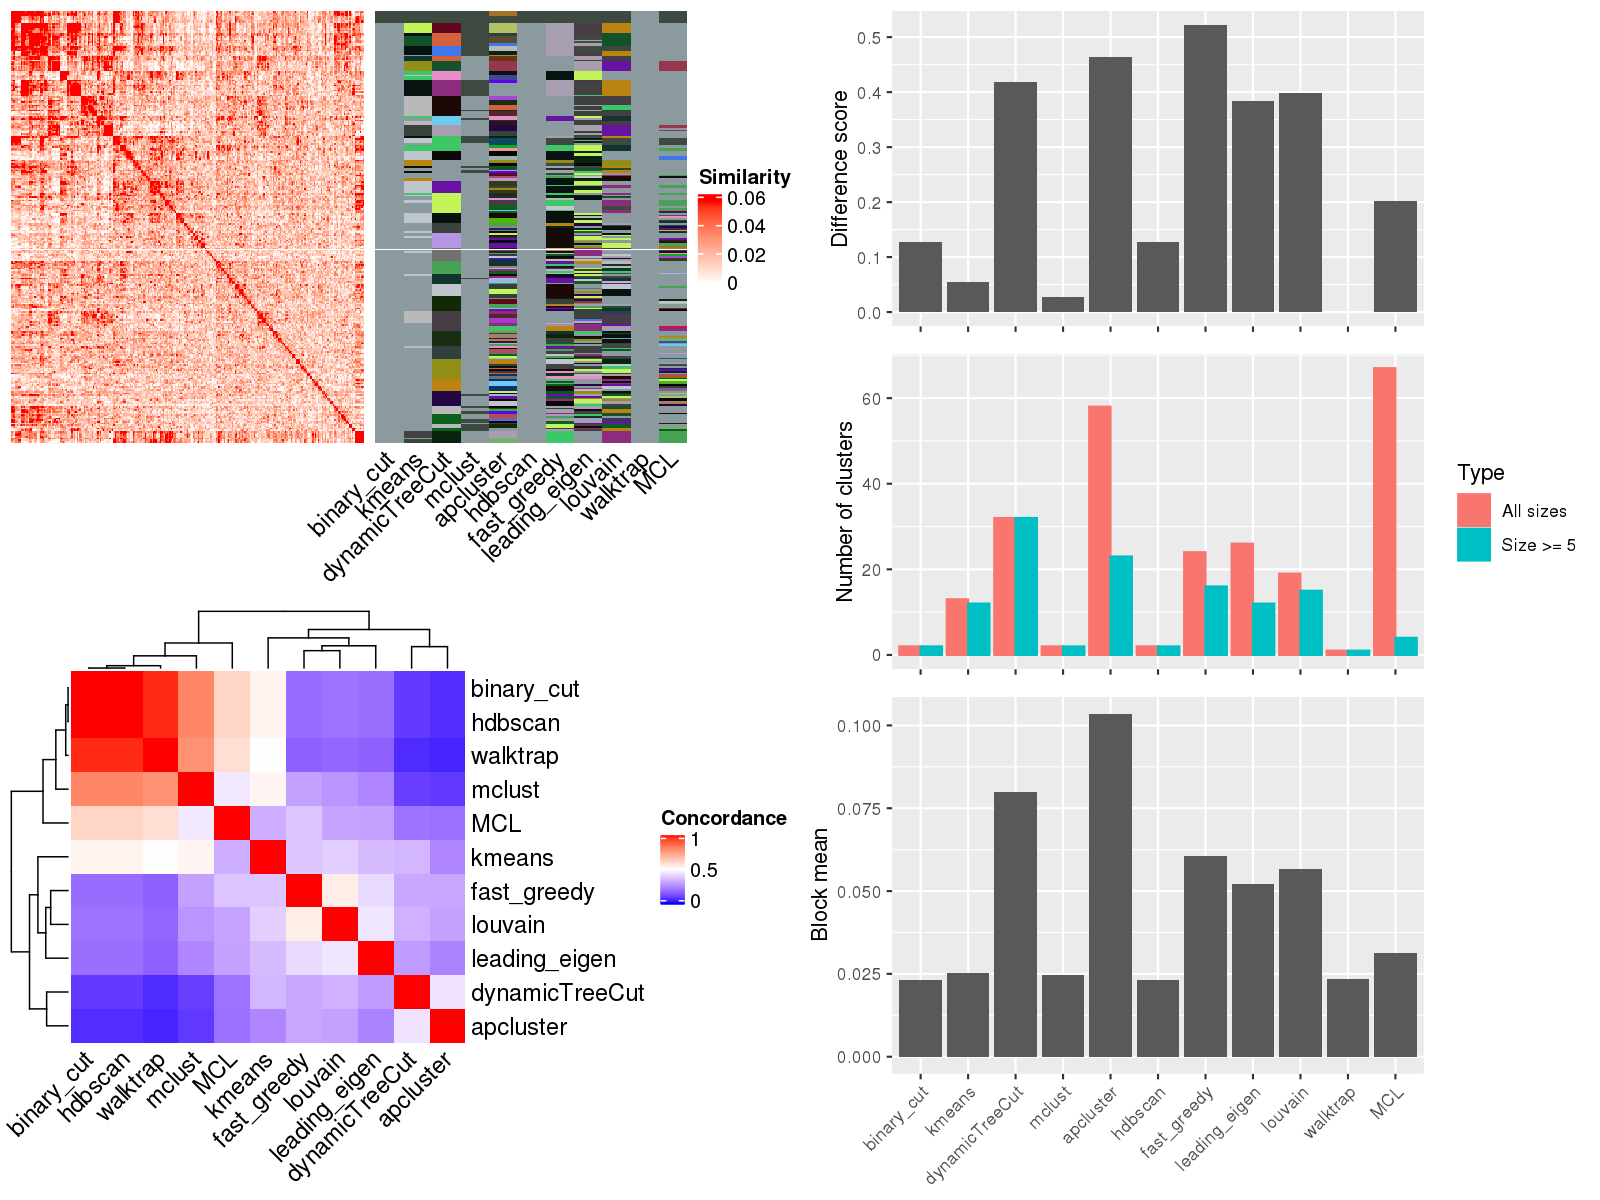 Similarity
0.06
0.04
0.02
0
binary_cut
kmeans
dynamicTreeCut
mclust
apcluster
hdbscan
fast_greedy
leading_eigen
louvain
walktrap
MCL
binary_cut
hdbscan
walktrap
mclust
MCL
kmeans
fast_greedy
louvain
leading_eigen
dynamicTreeCut
apcluster
Concordance
1
0.5
0
binary_cut
hdbscan
walktrap
mclust
MCL
kmeans
fast_greedy
louvain
leading_eigen
dynamicTreeCut
apcluster
Difference score
0.5
0.4
0.3
0.2
0.1
0.0
Number of clusters
60
40
20
0
Type
All sizes
Size >= 5
Block mean
0.100
0.075
0.050
0.025
0.000
binary_cut
kmeans
dynamicTreeCut
mclust
apcluster
hdbscan
fast_greedy
leading_eigen
louvain
walktrap
MCL